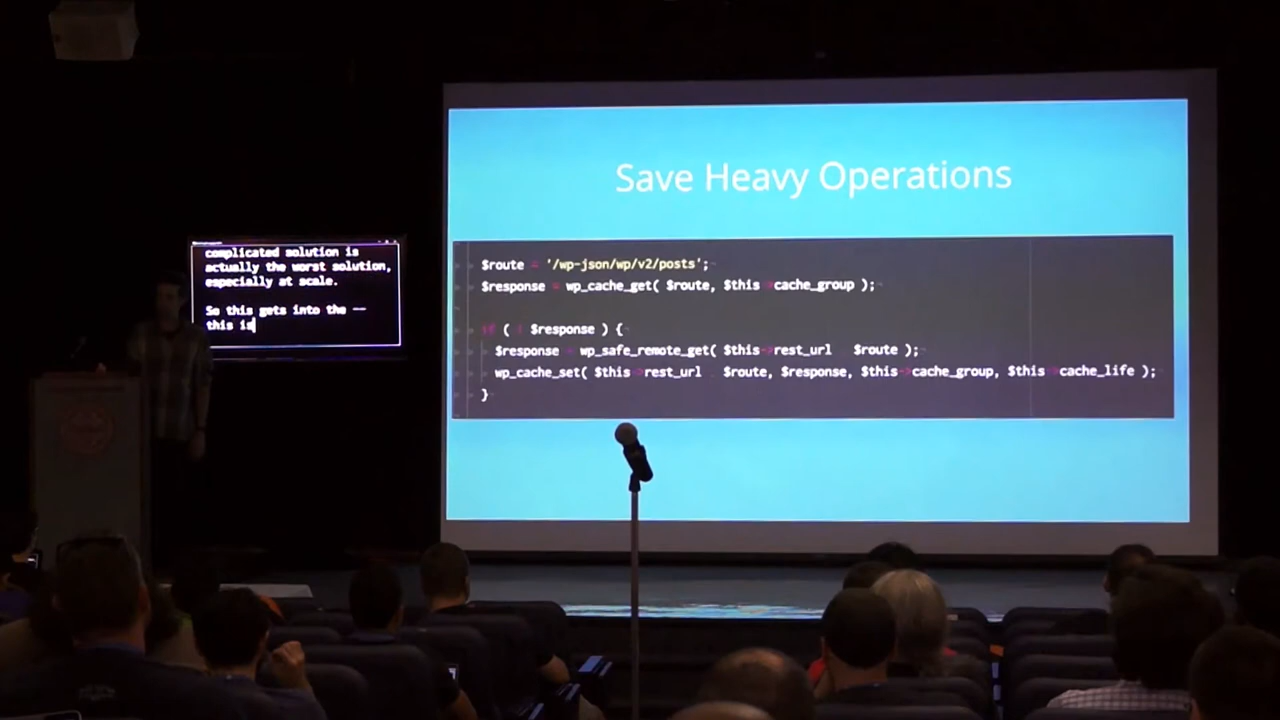 complicated solution is
actually the worst solution,
especially at scale.
So this gets into the --
this is
Save Heavy Operations
$route = '/wp-json/wp/v2/posts';
$response = wp_cache_get( $route, $this->cache_group );
if ( ! $response ) {
$response = wp_safe_remote_get( $this->rest_url . $route );
wp_cache_set( $this->rest_url . $route, $response, $this->cache_group, $this->cache_life );
}